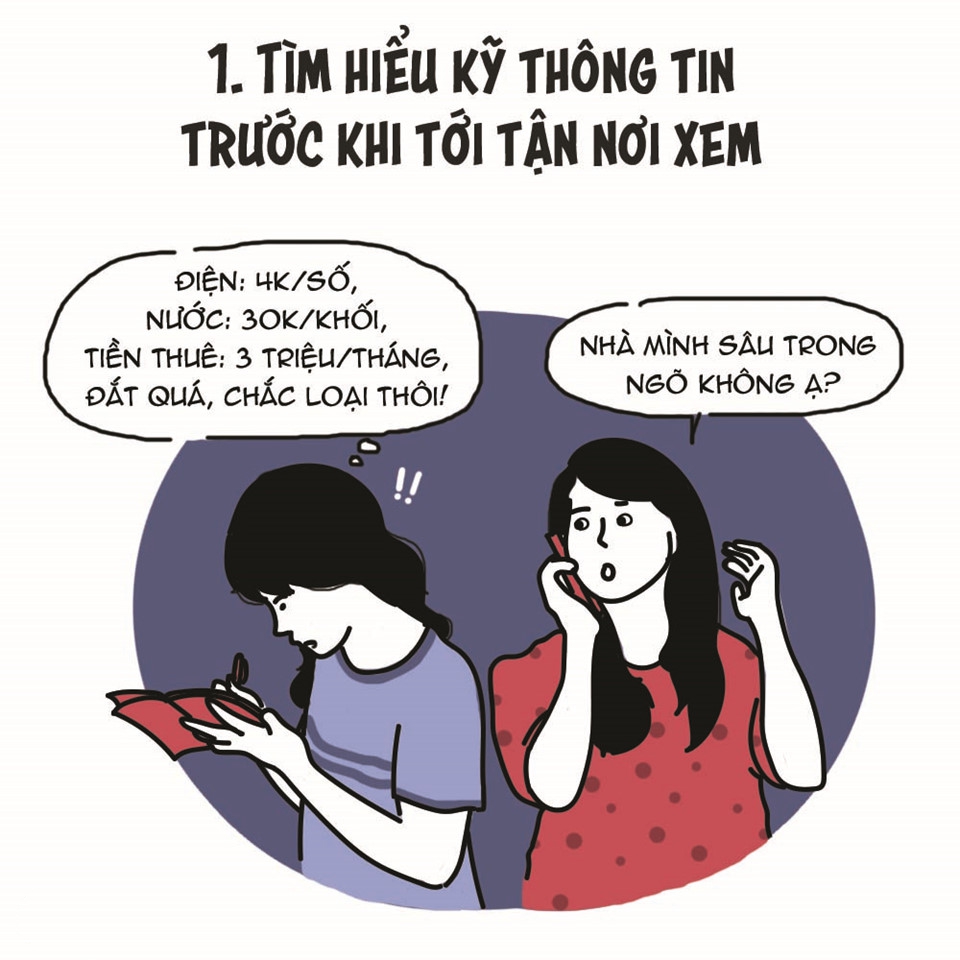 1. TÌM HIỂU KỸ THÔNG TIN
TRƯỚC KHI TỚI TẬN NƠI XEM
ĐIỆN: 4K/SỐ,
NƯỚC: 30K/KHỐI,
TIỀN THUÊ: 3 TRIỆU/THÁNG,
ĐẮT QUÁ, CHẮC LOẠI THÔI!
NHÀ MÌNH SÂU TRONG
NGÕ KHÔNG Ạ?
!!